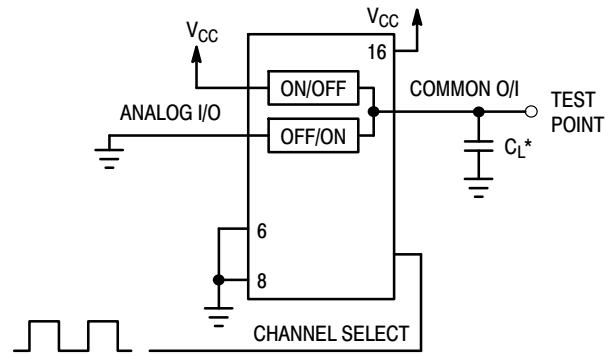 VCC
VCC
16
ON/OFF
COMMON O/I
ANALOG I/O
TEST
POINT
OFF/ON
CL*
6
8
CHANNEL SELECT